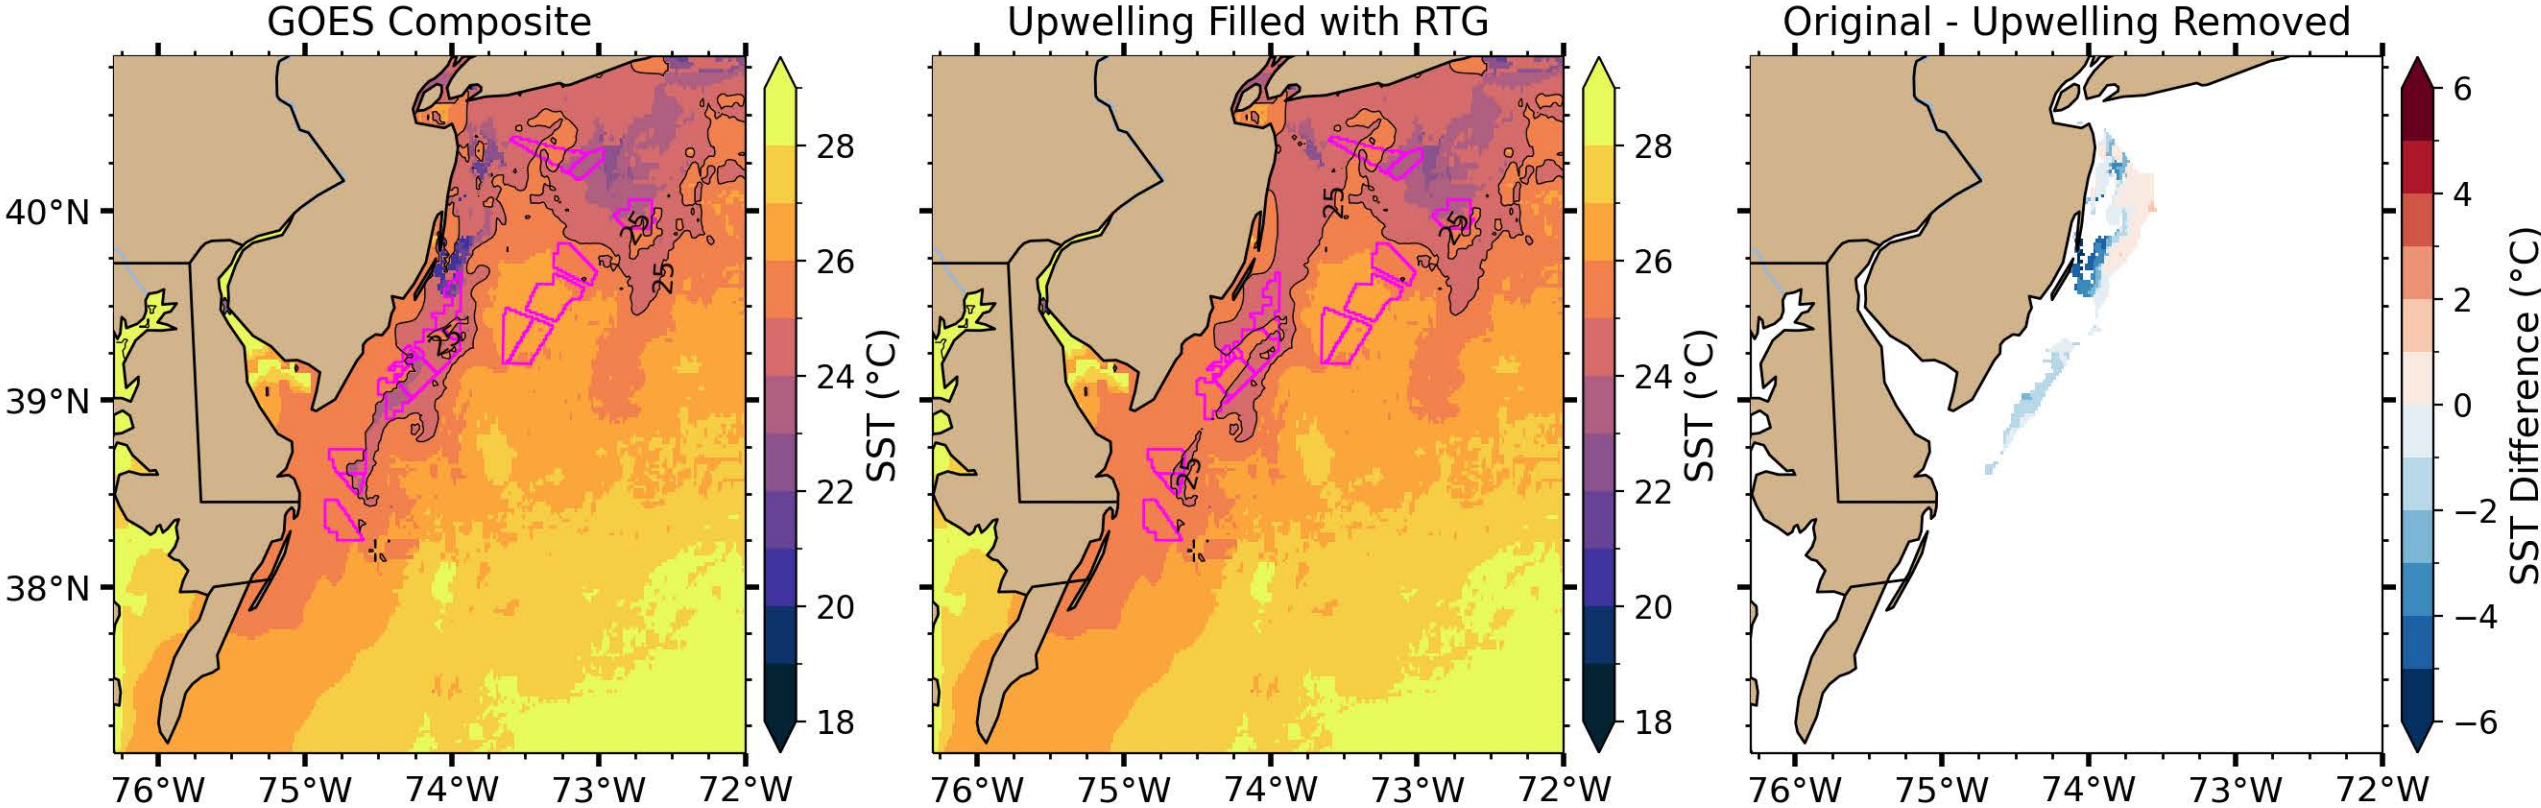 GOES Composite
Upwelling Filled with RTG
Original - Upwelling Removed
40°N
39°N
38°N
76°W
75°W
74°W
73°W
72°W
25
25
25
28
26
24
22
20
18
SST (°C)
76°W
75°W
74°W
73°W
72°W
25
25
25
28
26
24
22
20
18
SST (°C)
76°W
75°W
74°W
73°W
72°W
6
4
2
0
−2
−4
−6
SST Difference (°C)